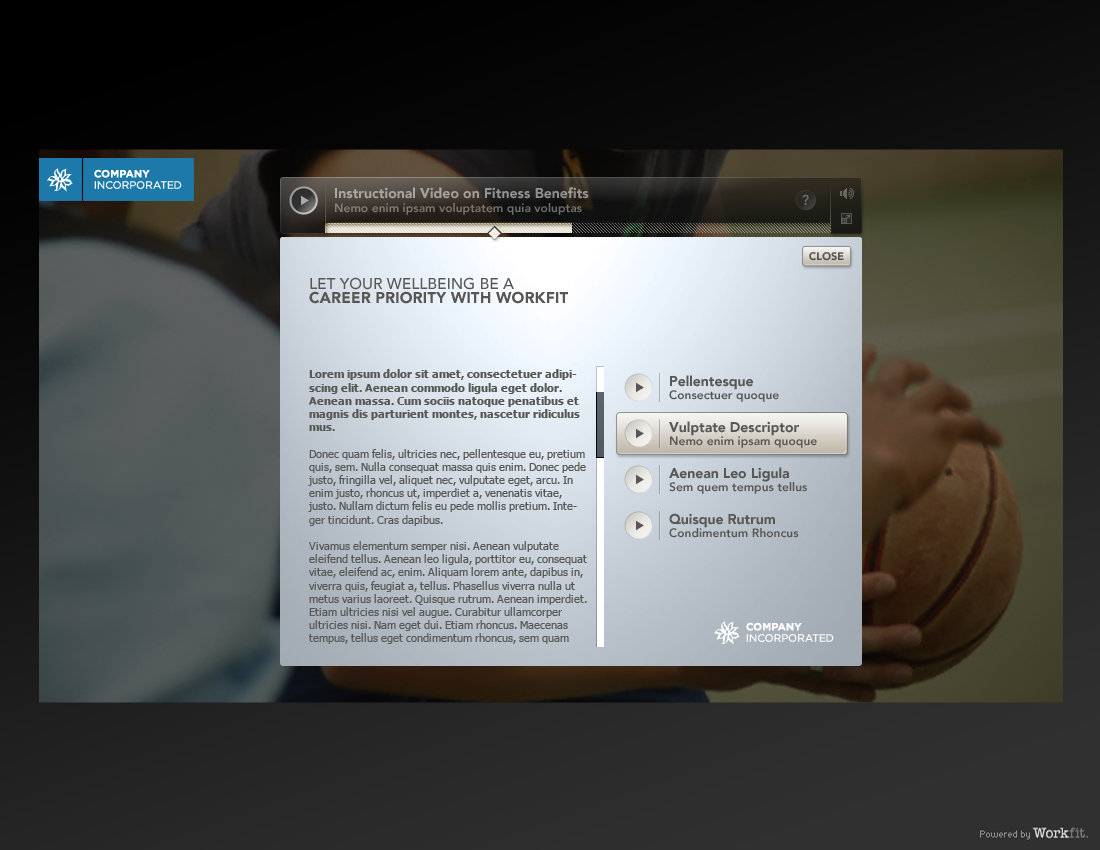 COMPANY
INCORPORATED
Instructional Video on Fitness Benefits
Nemo enim ipsam voluptatem quia voluptas
?
CLOSE
LET YOUR WELLBEING BE A
CAREER PRIORITY WITH WORKFIT
Lorem ipsum dolor sit amet, consectetuer adipi-
scing elit. Aenean commodo ligula eget dolor.
Aenean massa. Cum sociis natoque penatibus et
magnis dis parturient montes, nascetur ridiculus
mus.
Donec quam felis, ultricies nec, pellentesque eu, pretium
quis, sem. Nulla consequat massa quis enim. Donec pede
justo, fringilla vel, aliquet nec, vulputate eget, arcu. In
enim justo, rhoncus ut, imperdiet a, venenatis vitae,
justo. Nullam dictum felis eu pede mollis pretium. Inte-
ger tincidunt. Cras dapibus.
Vivamus elementum semper nisi. Aenean vulputate
eleifend tellus. Aenean leo ligula, porttitor eu, consequat
vitae, eleifend ac, enim. Aliquam lorem ante, dapibus in,
viverra quis, feugiat a, tellus. Phasellus viverra nulla ut
metus varius laoreet. Quisque rutrum. Aenean imperdiet.
Etiam ultricies nisi vel augue. Curabitur ullamcorper
ultricies nisi. Nam eget dui. Etiam rhoncus. Maecenas
tempus, tellus eget condimentum rhoncus, sem quam
Pellentesque
Consectuer quoque
Vulptate Descriptor
Nemo enim ipsam quoque
Aenean Leo Ligula
Sem quem tempus tellus
Quisque Rutrum
Condimentum Rhoncus
COMPANY
INCORPORATED
Powered by Workfit.